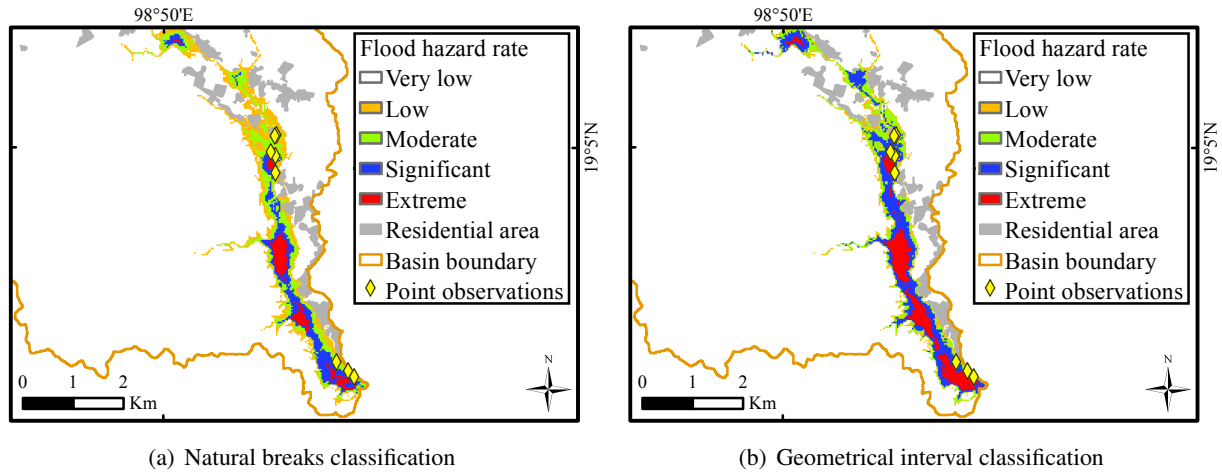 98°50'E
98°50'E
Flood hazard rate
Very low
Low
Moderate
Significant
Extreme
Residential area
Basin boundary
Point observations
19°5'N
0 1 2
Km
N
Flood hazard rate
Very low
Low
Moderate
Significant
Extreme
Residential area
Basin boundary
Point observations
19°5'N
0 1 2
Km
N
(a) Natural breaks classification
(b) Geometrical interval classification